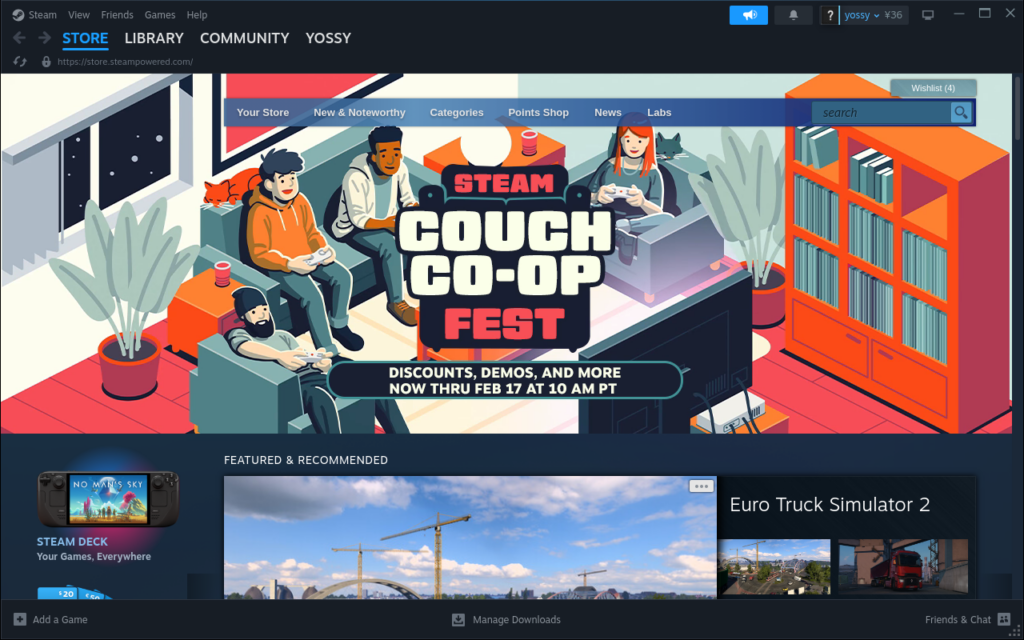 Steam View Friends Games Help
? yossy ¥36
STORE LIBRARY COMMUNITY YOSSY
https://store.steampowered.com/
Wishlist (4)
Your Store New & Noteworthy Categories Points Shop News Labs search
STEAM
COUCH
CO-OP
FEST
DISCOUNTS, DEMOS, AND MORE
NOW THRU FEB 17 AT 10 AM PT
FEATURED & RECOMMENDED
NO MAN'S SKY
Euro Truck Simulator 2
STEAM DECK
Your Games, Everywhere
$20 $50
Add a Game Manage Downloads Friends & Chat